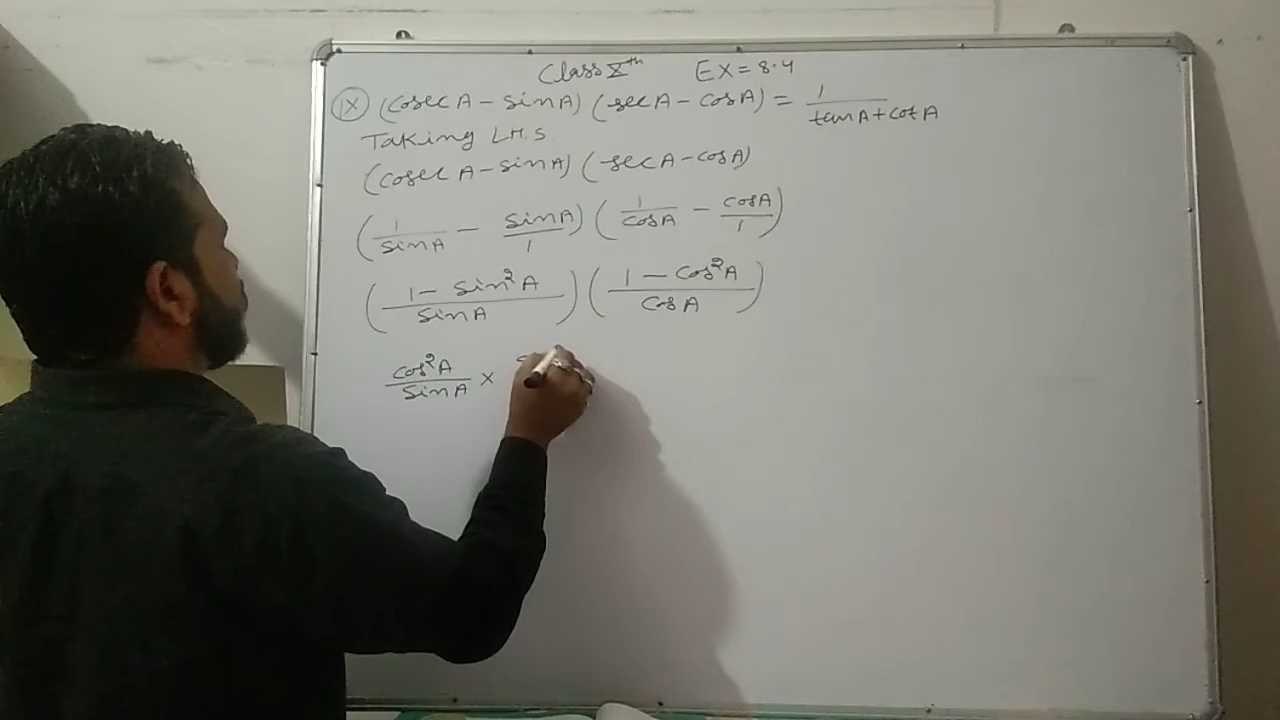 Class Xth EX = 8.4
(ix) (cosec A - sin A) (sec A - cos A) = 1/(tan A + cot A)
Taking L.H.S
(cosec A - sin A) (sec A - cos A)
(1/sin A - sin A/1) (1/cos A - cos A/1)
((1 - sin²A)/sin A) ((1 - cos²A)/cos A)
cos²A/sin A ×